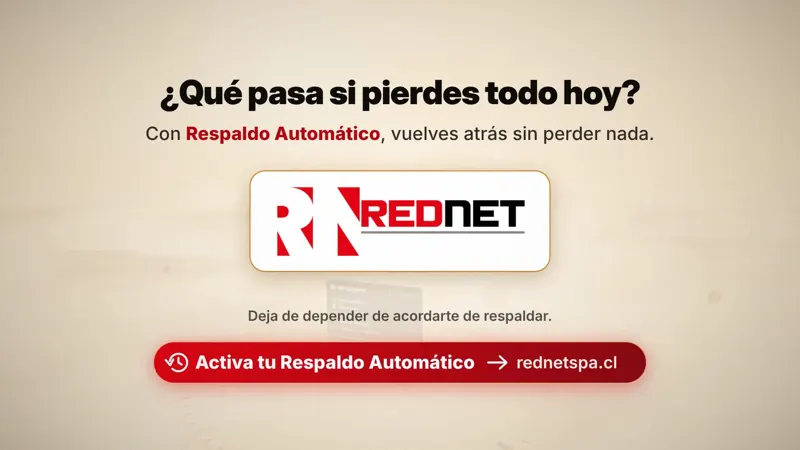 ¿Qué pasa si pierdes todo hoy?
Con Respaldo Automático, vuelves atrás sin perder nada.
RN REDNET
Deja de depender de acordarte de respaldar.
Activa tu Respaldo Automático → rednetspa.cl